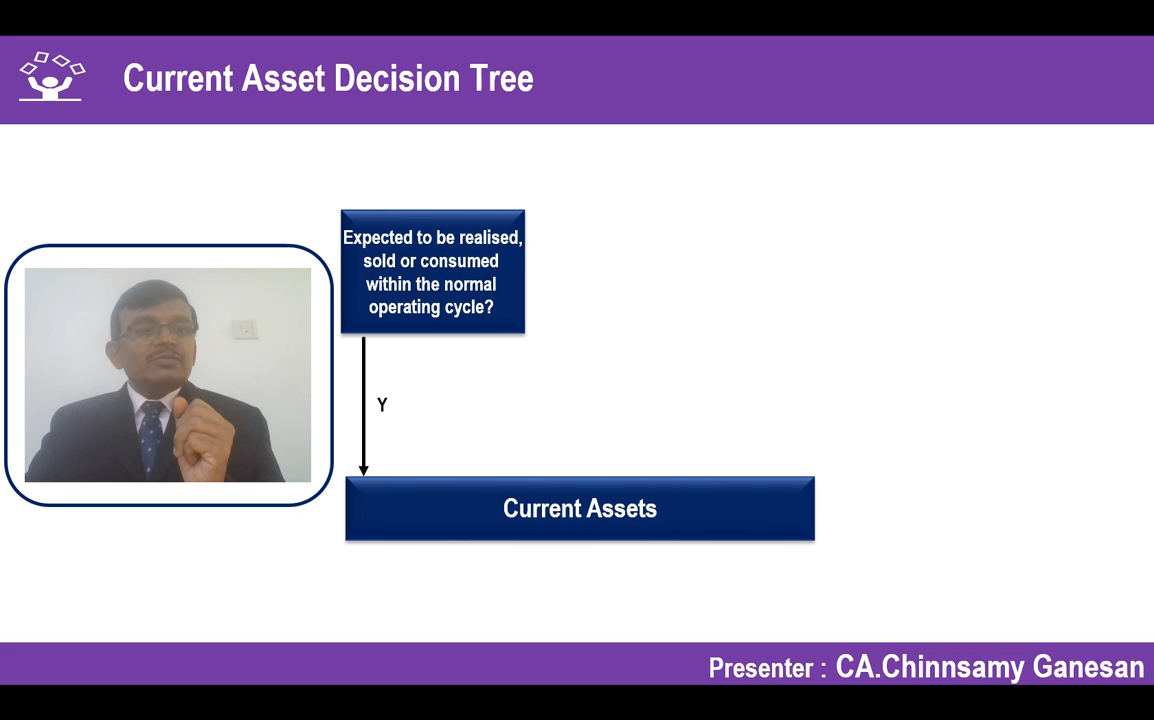 Current Asset Decision Tree
Expected to be realised,
sold or consumed
within the normal
operating cycle?
Y
Current Assets
Presenter : CA.Chinnsamy Ganesan